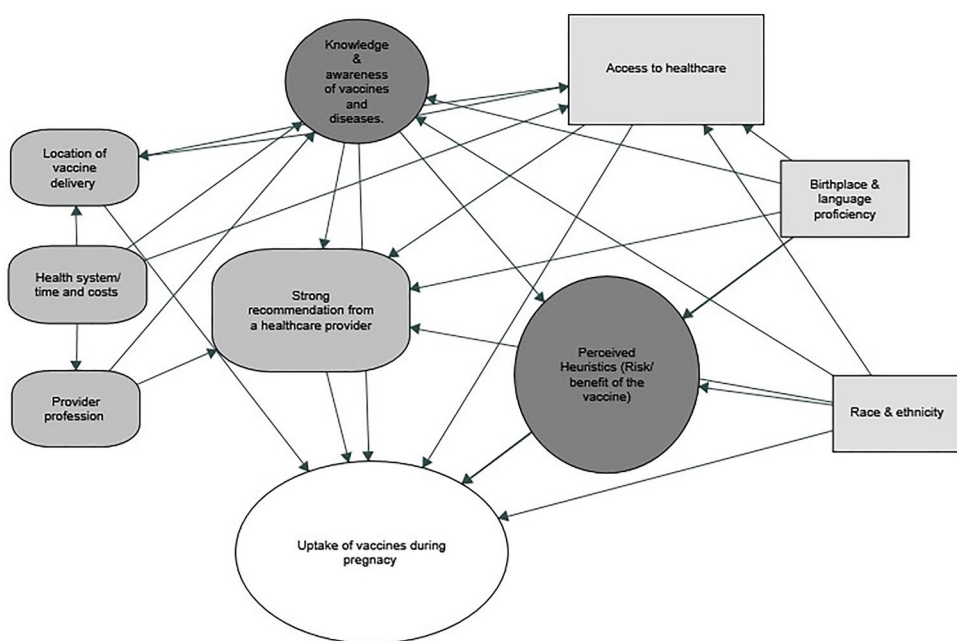 Knowledge
&
awareness
of vaccines
and
diseases.
Access to healthcare
Location of
vaccine
delivery
Birthplace &
language
proficiency
Health system/
time and costs
Strong
recommendation from
a healthcare provider
Perceived
Heuristics (Risk/
benefit of the
vaccine)
Provider
profession
Race & ethnicity
Uptake of vaccines during
pregnacy